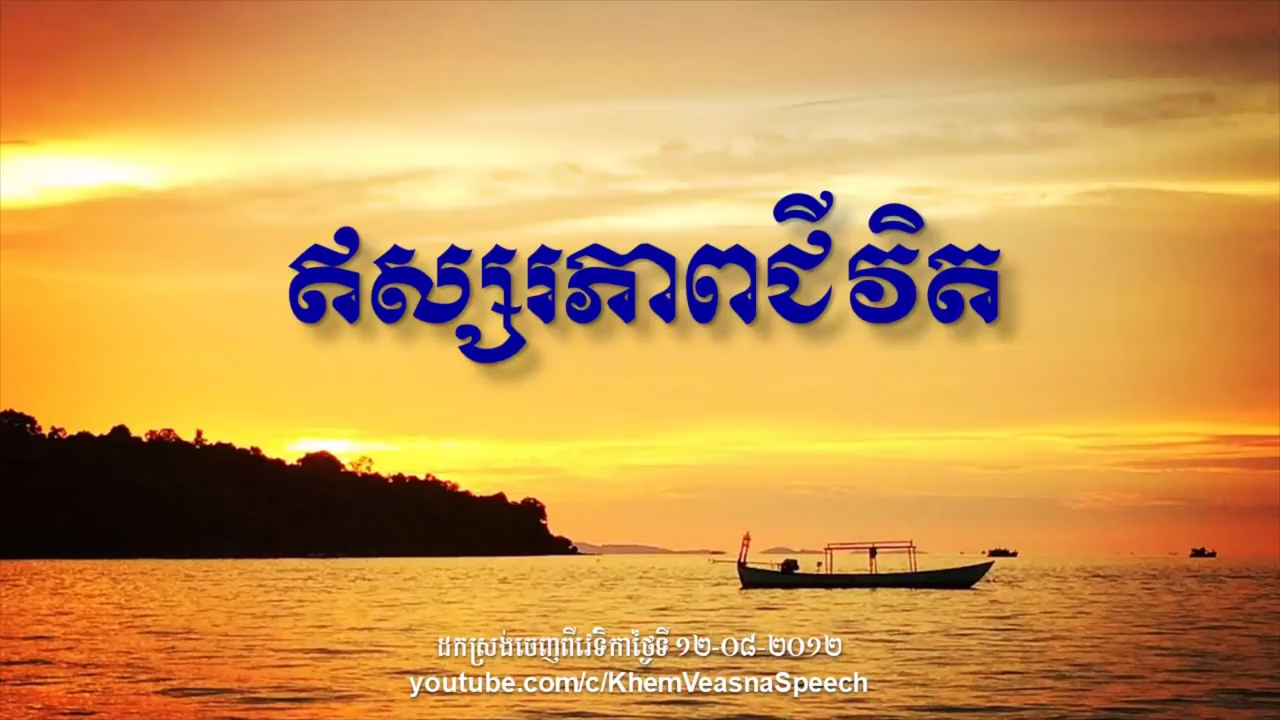 ឥស្សរភាពជីវិត
ដកស្រង់ចេញពីវេទិកាថ្ងៃទី ១២-០៨-២០១២
youtube.com/c/KhemVeasnaSpeech